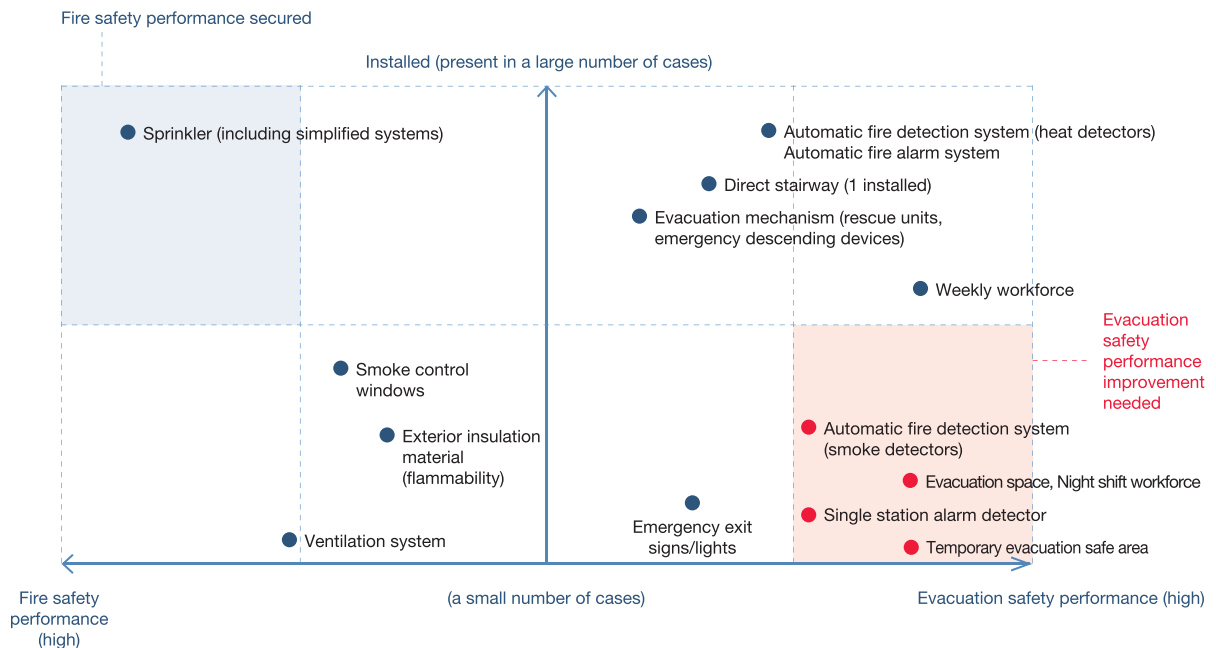 Fire safety performance secured
Installed (present in a large number of cases)
Sprinkler (including simplified systems)
Automatic fire detection system (heat detectors)
Automatic fire alarm system
Direct stairway (1 installed)
Evacuation mechanism (rescue units,
emergency descending devices)
Weekly workforce
Evacuation
safety
performance
improvement
needed
Smoke control
windows
Exterior insulation
material
(flammability)
Automatic fire detection system
(smoke detectors)
Evacuation space, Night shift workforce
Single station alarm detector
Emergency exit
signs/lights
Ventilation system
Temporary evacuation safe area
Fire safety
performance
(high)
(a small number of cases)
Evacuation safety performance (high)